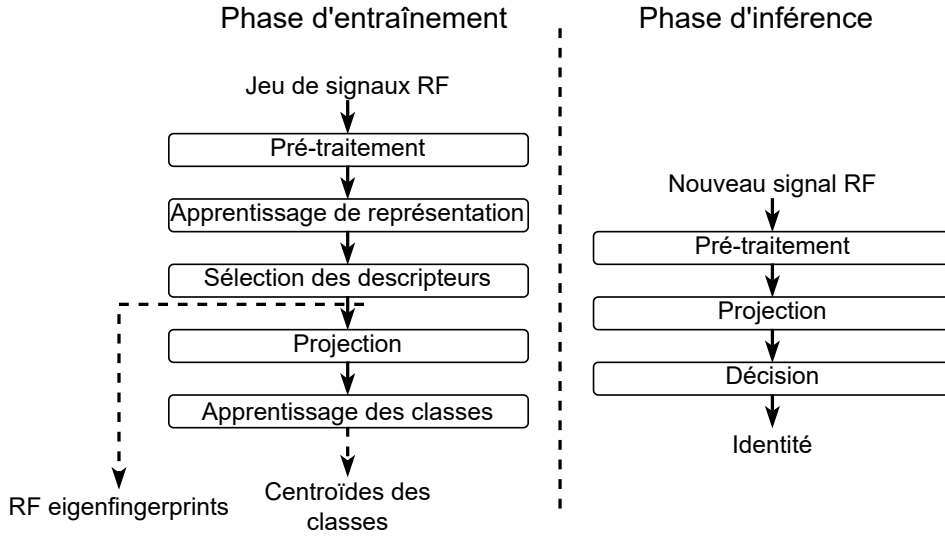 Phase d'entraînement
Jeu de signaux RF
Pré-traitement
Apprentissage de représentation
Sélection des descripteurs
Projection
Apprentissage des classes
RF eigenfingerprints
Centroïdes des
classes
Phase d'inférence
Nouveau signal RF
Pré-traitement
Projection
Décision
Identité